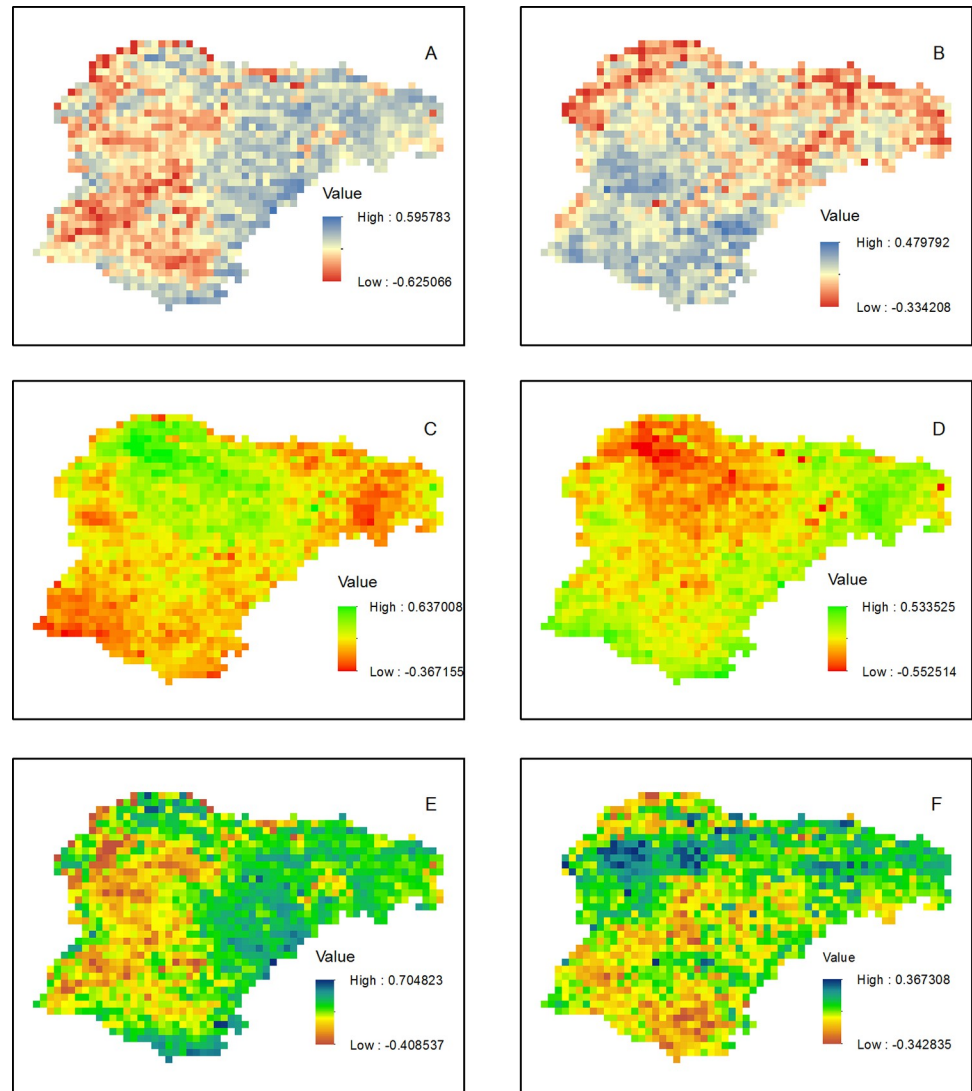 A
Value
High : 0.595783
Low : -0.625066
B
Value
High : 0.479792
Low : -0.334208
C
Value
High : 0.637008
Low : -0.367155
D
Value
High : 0.533525
Low : -0.552514
E
Value
High : 0.704823
Low : -0.408537
F
Value
High : 0.367308
Low : -0.342835